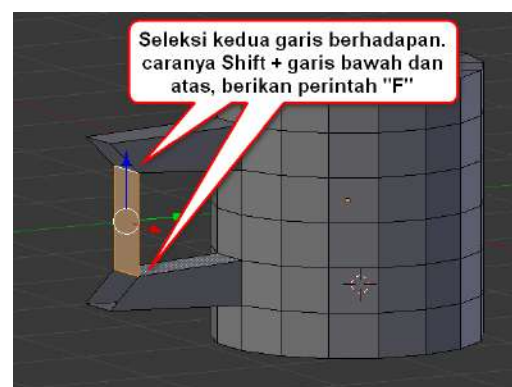 Seleksi kedua garis berhadapan.
caranya Shift + garis bawah dan
atas, berikan perintah "F"